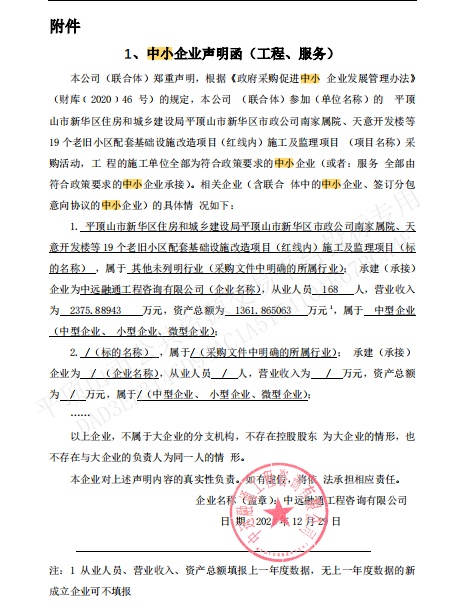 附件
1、中小企业声明函（工程、服务）
本公司（联合体）郑重声明，根据《政府采购促进中小 企业发展管理办法》
（财库﹝2020﹞46 号）的规定，本公司 （联合体）参加（单位名称）的 平顶
山市新华区住房和城乡建设局平顶山市新华区市政公司南家属院、天意开发楼等
19 个老旧小区配套基础设施改造项目（红线内）施工及监理项目 （项目名称）采
购活动，工 程的施工单位全部为符合政策要求的中小企业（或者：服务 全部由
符合政策要求的中小企业承接）。相关企业（含联合 体中的中小企业、签订分包
意向协议的中小企业）的具体情 况如下：
1. 平顶山市新华区住房和城乡建设局平顶山市新华区市政公司南家属院、天
意开发楼等 19 个老旧小区配套基础设施改造项目（红线内）施工及监理项目（标
的名称） ，属于 其他未列明行业（采购文件中明确的所属行业）； 承建（承接）
企业为中远融通工程咨询有限公司（企业名称），从业人员 168 人，营业收入
为 2375.88943 万元，资产总额为 1361.865063 万元¹，属于 中型企业
（中型企业、 小型企业、微型企业）；
2. /（标的名称） ，属于/（采购文件中明确的所属行业）； 承建（承接）
企业为 /（企业名称），从业人员 / 人，营业收入为 / 万元，资产总额
为 / 万元，属于/（中型企业、 小型企业、微型企业）；
……
以上企业，不属于大企业的分支机构，不存在控股股东 为大企业的情形，也
不存在与大企业的负责人为同一人的情 形。
本企业对上述声明内容的真实性负责。如有虚假，将依 法承担相应责任。
企业名称（盖章）：中远融通工程咨询有限公司
日 期： 年 12 月 29 日
注：1 从业人员、营业收入、资产总额填报上一年度数据，无上一年度数据的新
成立企业可不填报